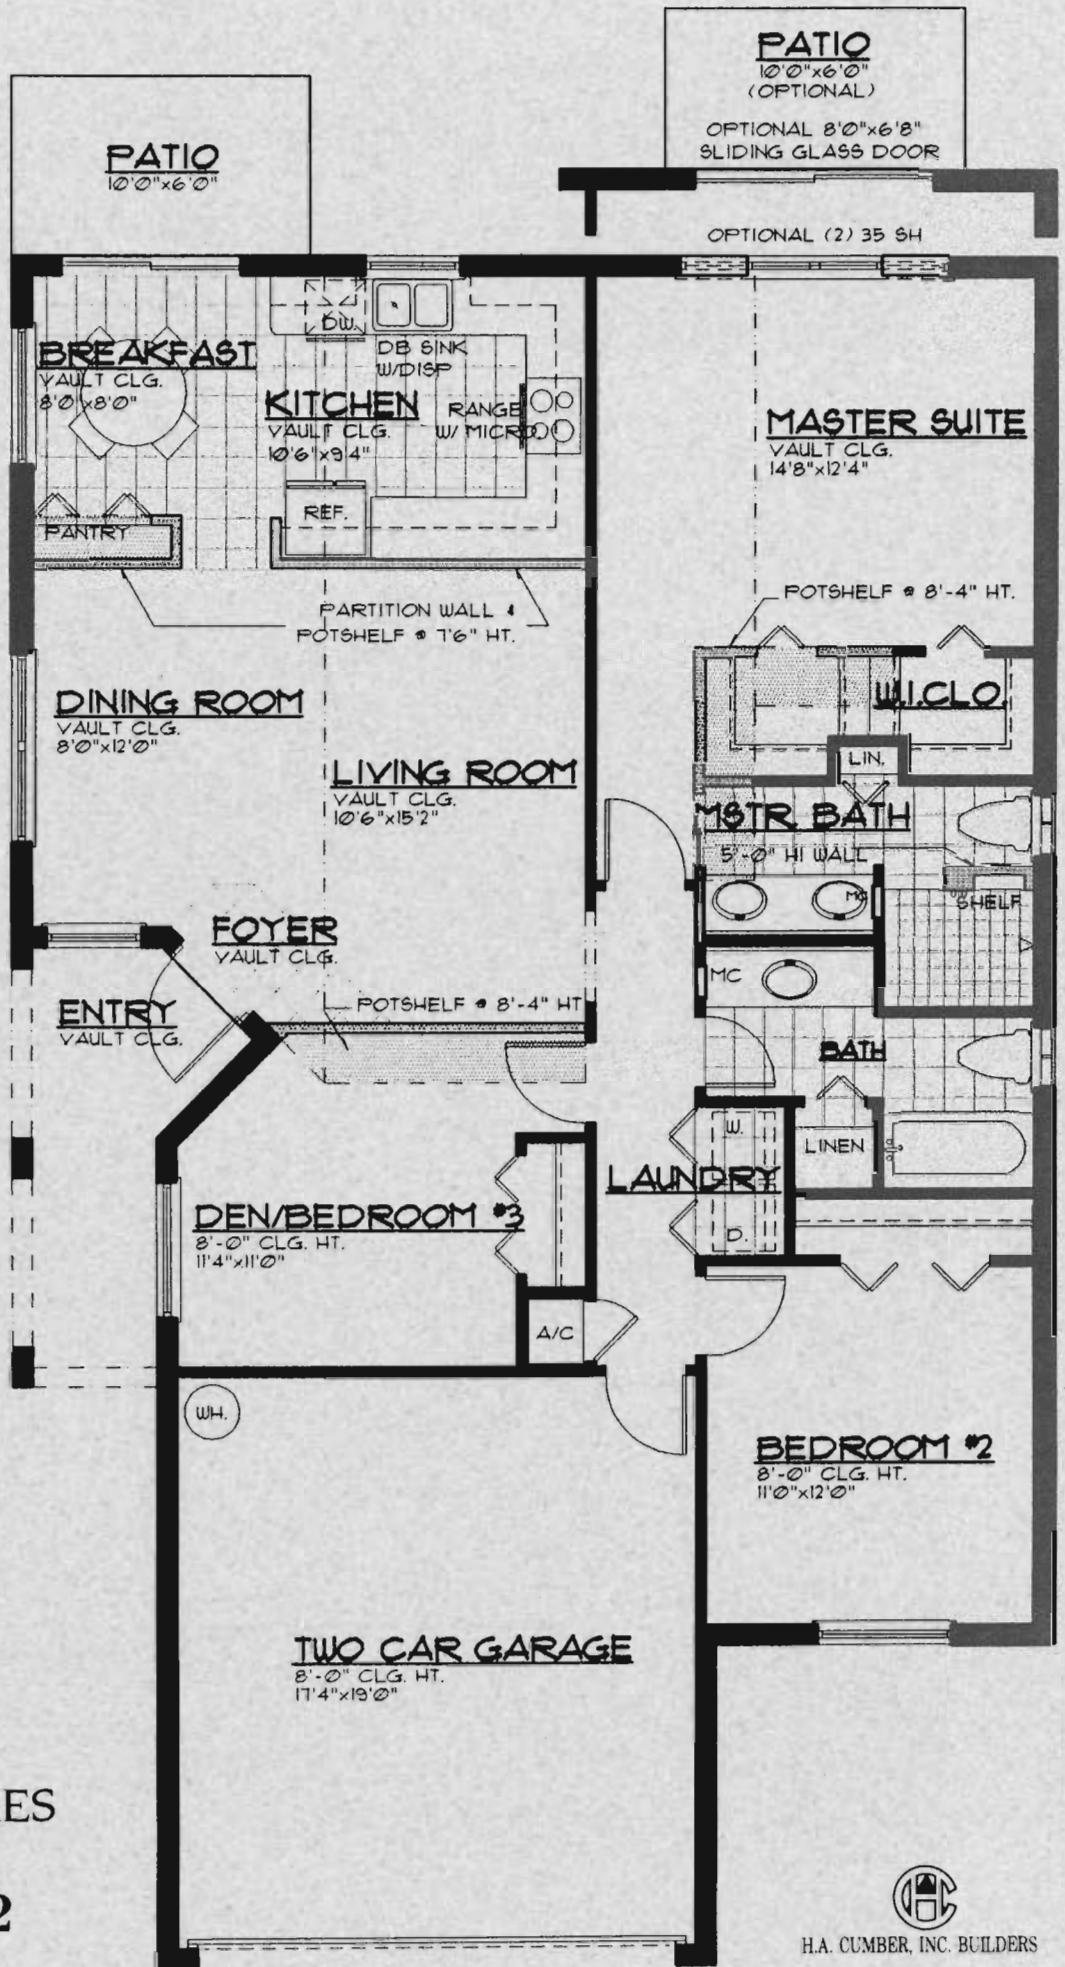 PATIO
10'0"x6'0"
(OPTIONAL)
OPTIONAL 8'0"x6'8"
SLIDING GLASS DOOR
PATIO
10'0"x6'0"
OPTIONAL (2) 35 SH
DW.
DB SINK
W/DISP
BREAKFAST
VAULT CLG.
8'0"x8'0"
KITCHEN
VAULT CLG.
10'6"x9'4"
RANGE
W/ MICRO
REF.
PANTRY
MASTER SUITE
VAULT CLG.
14'8"x12'4"
PARTITION WALL &
POTSHELF @ 7'6" HT.
POTSHELF @ 8'-4" HT.
W.I.CLO.
LIN.
DINING ROOM
VAULT CLG.
8'0"x12'0"
LIVING ROOM
VAULT CLG.
10'6"x15'2"
MSTR. BATH
5'-0" HI WALL
MC
SHELF
FOYER
VAULT CLG.
ENTRY
VAULT CLG.
POTSHELF @ 8'-4" HT
MC
BATH
LINEN
W.
LAUNDRY
D.
DEN/BEDROOM #3
8'-0" CLG. HT.
11'4"x11'0"
A/C
WH.
BEDROOM #2
8'-0" CLG. HT.
11'0"x12'0"
TWO CAR GARAGE
8'-0" CLG. HT.
17'4"x19'0"
ES
2
H.A. CUMBER, INC. BUILDERS